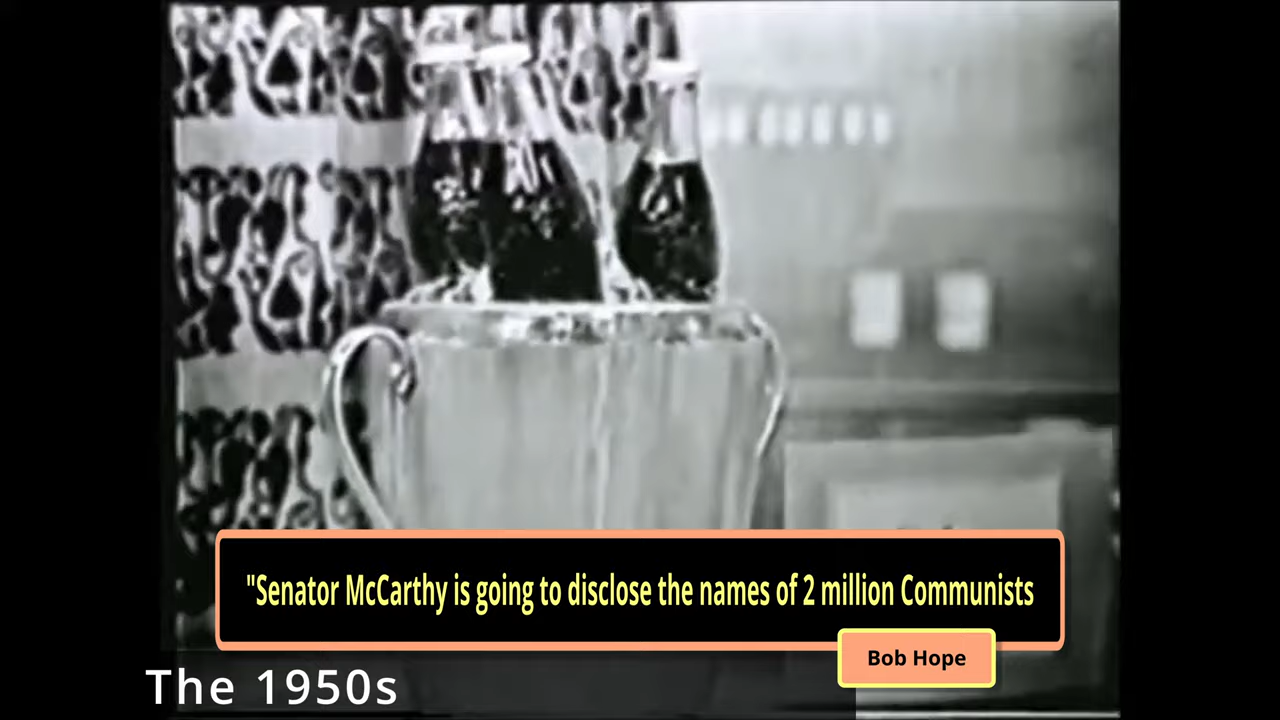 "Senator McCarthy is going to disclose the names of 2 million Communists
Bob Hope
The 1950s